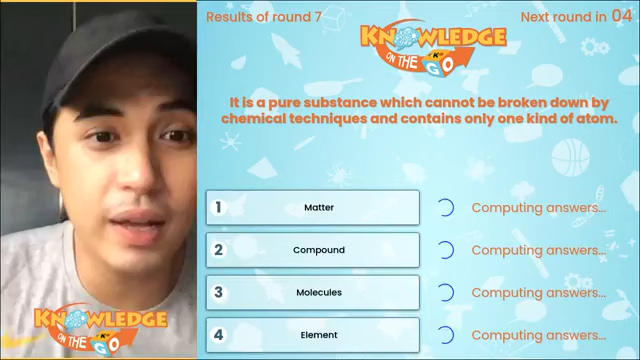 Results of round 7
Next round in 04
KNOWLEDGE
ON THE GO
It is a pure substance which cannot be broken down by
chemical techniques and contains only one kind of atom.
1 Matter Computing answers...
2 Compound Computing answers...
3 Molecules Computing answers...
4 Element Computing answers...
KNOWLEDGE
ON THE GO